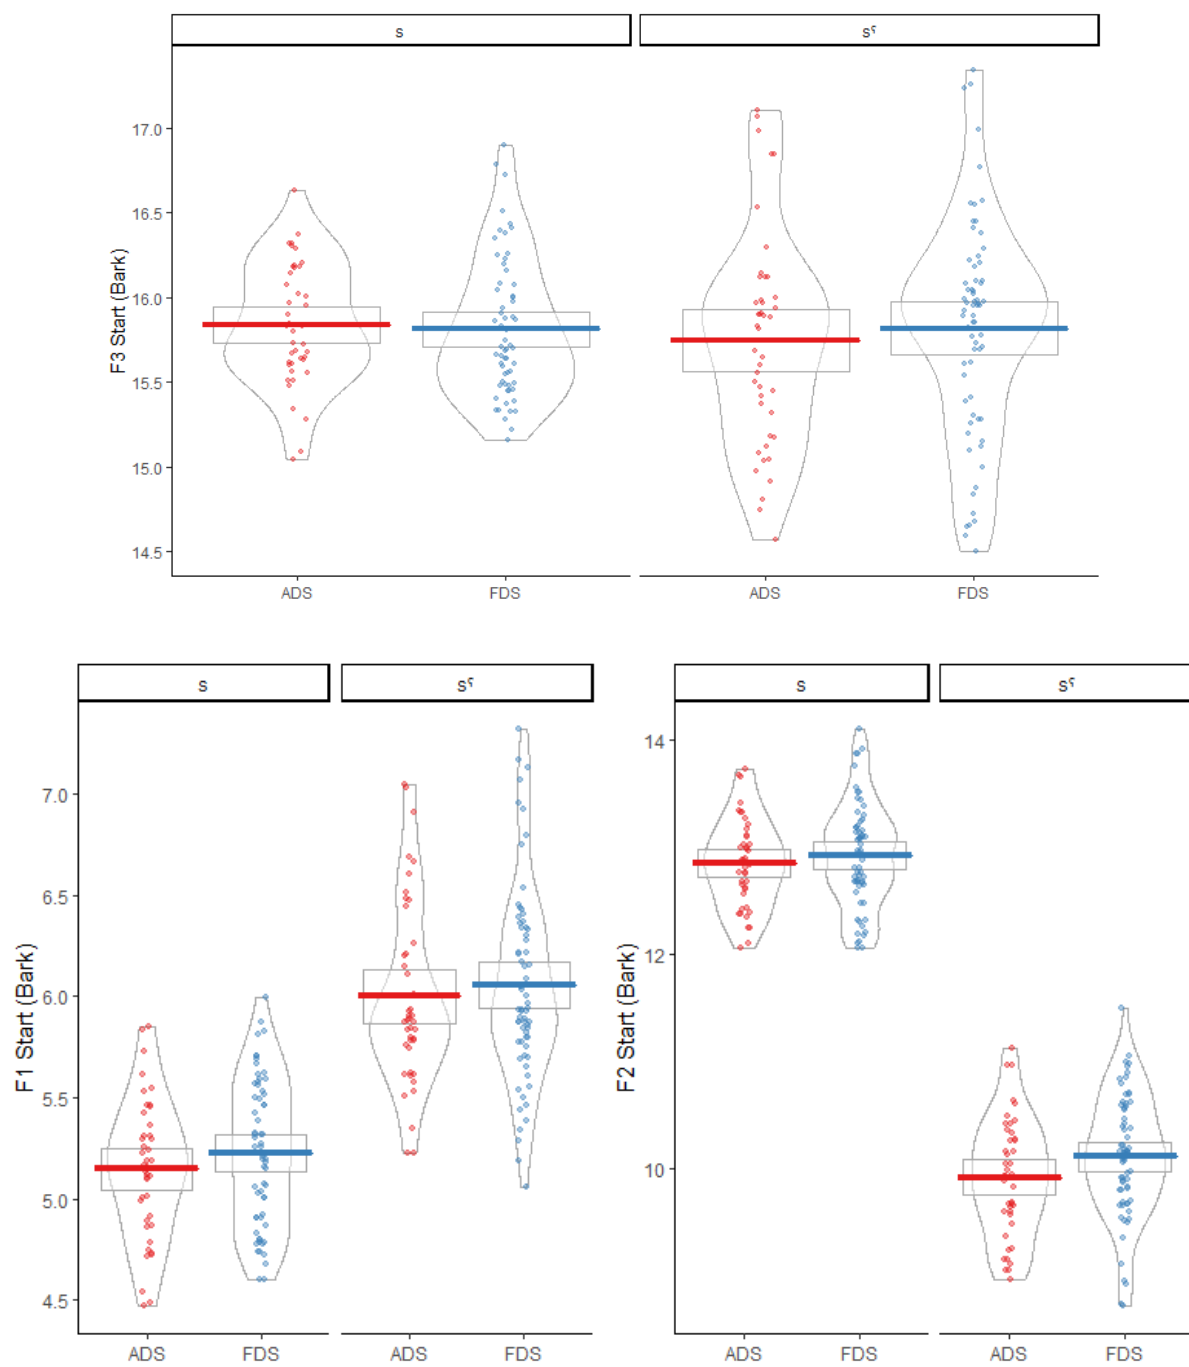 s sˤ
F3 Start (Bark)
17.0
16.5
16.0
15.5
15.0
14.5
ADS FDS ADS FDS
s sˤ
F1 Start (Bark)
7.0
6.5
6.0
5.5
5.0
4.5
ADS FDS ADS FDS
s sˤ
F2 Start (Bark)
14
12
10
ADS FDS ADS FDS